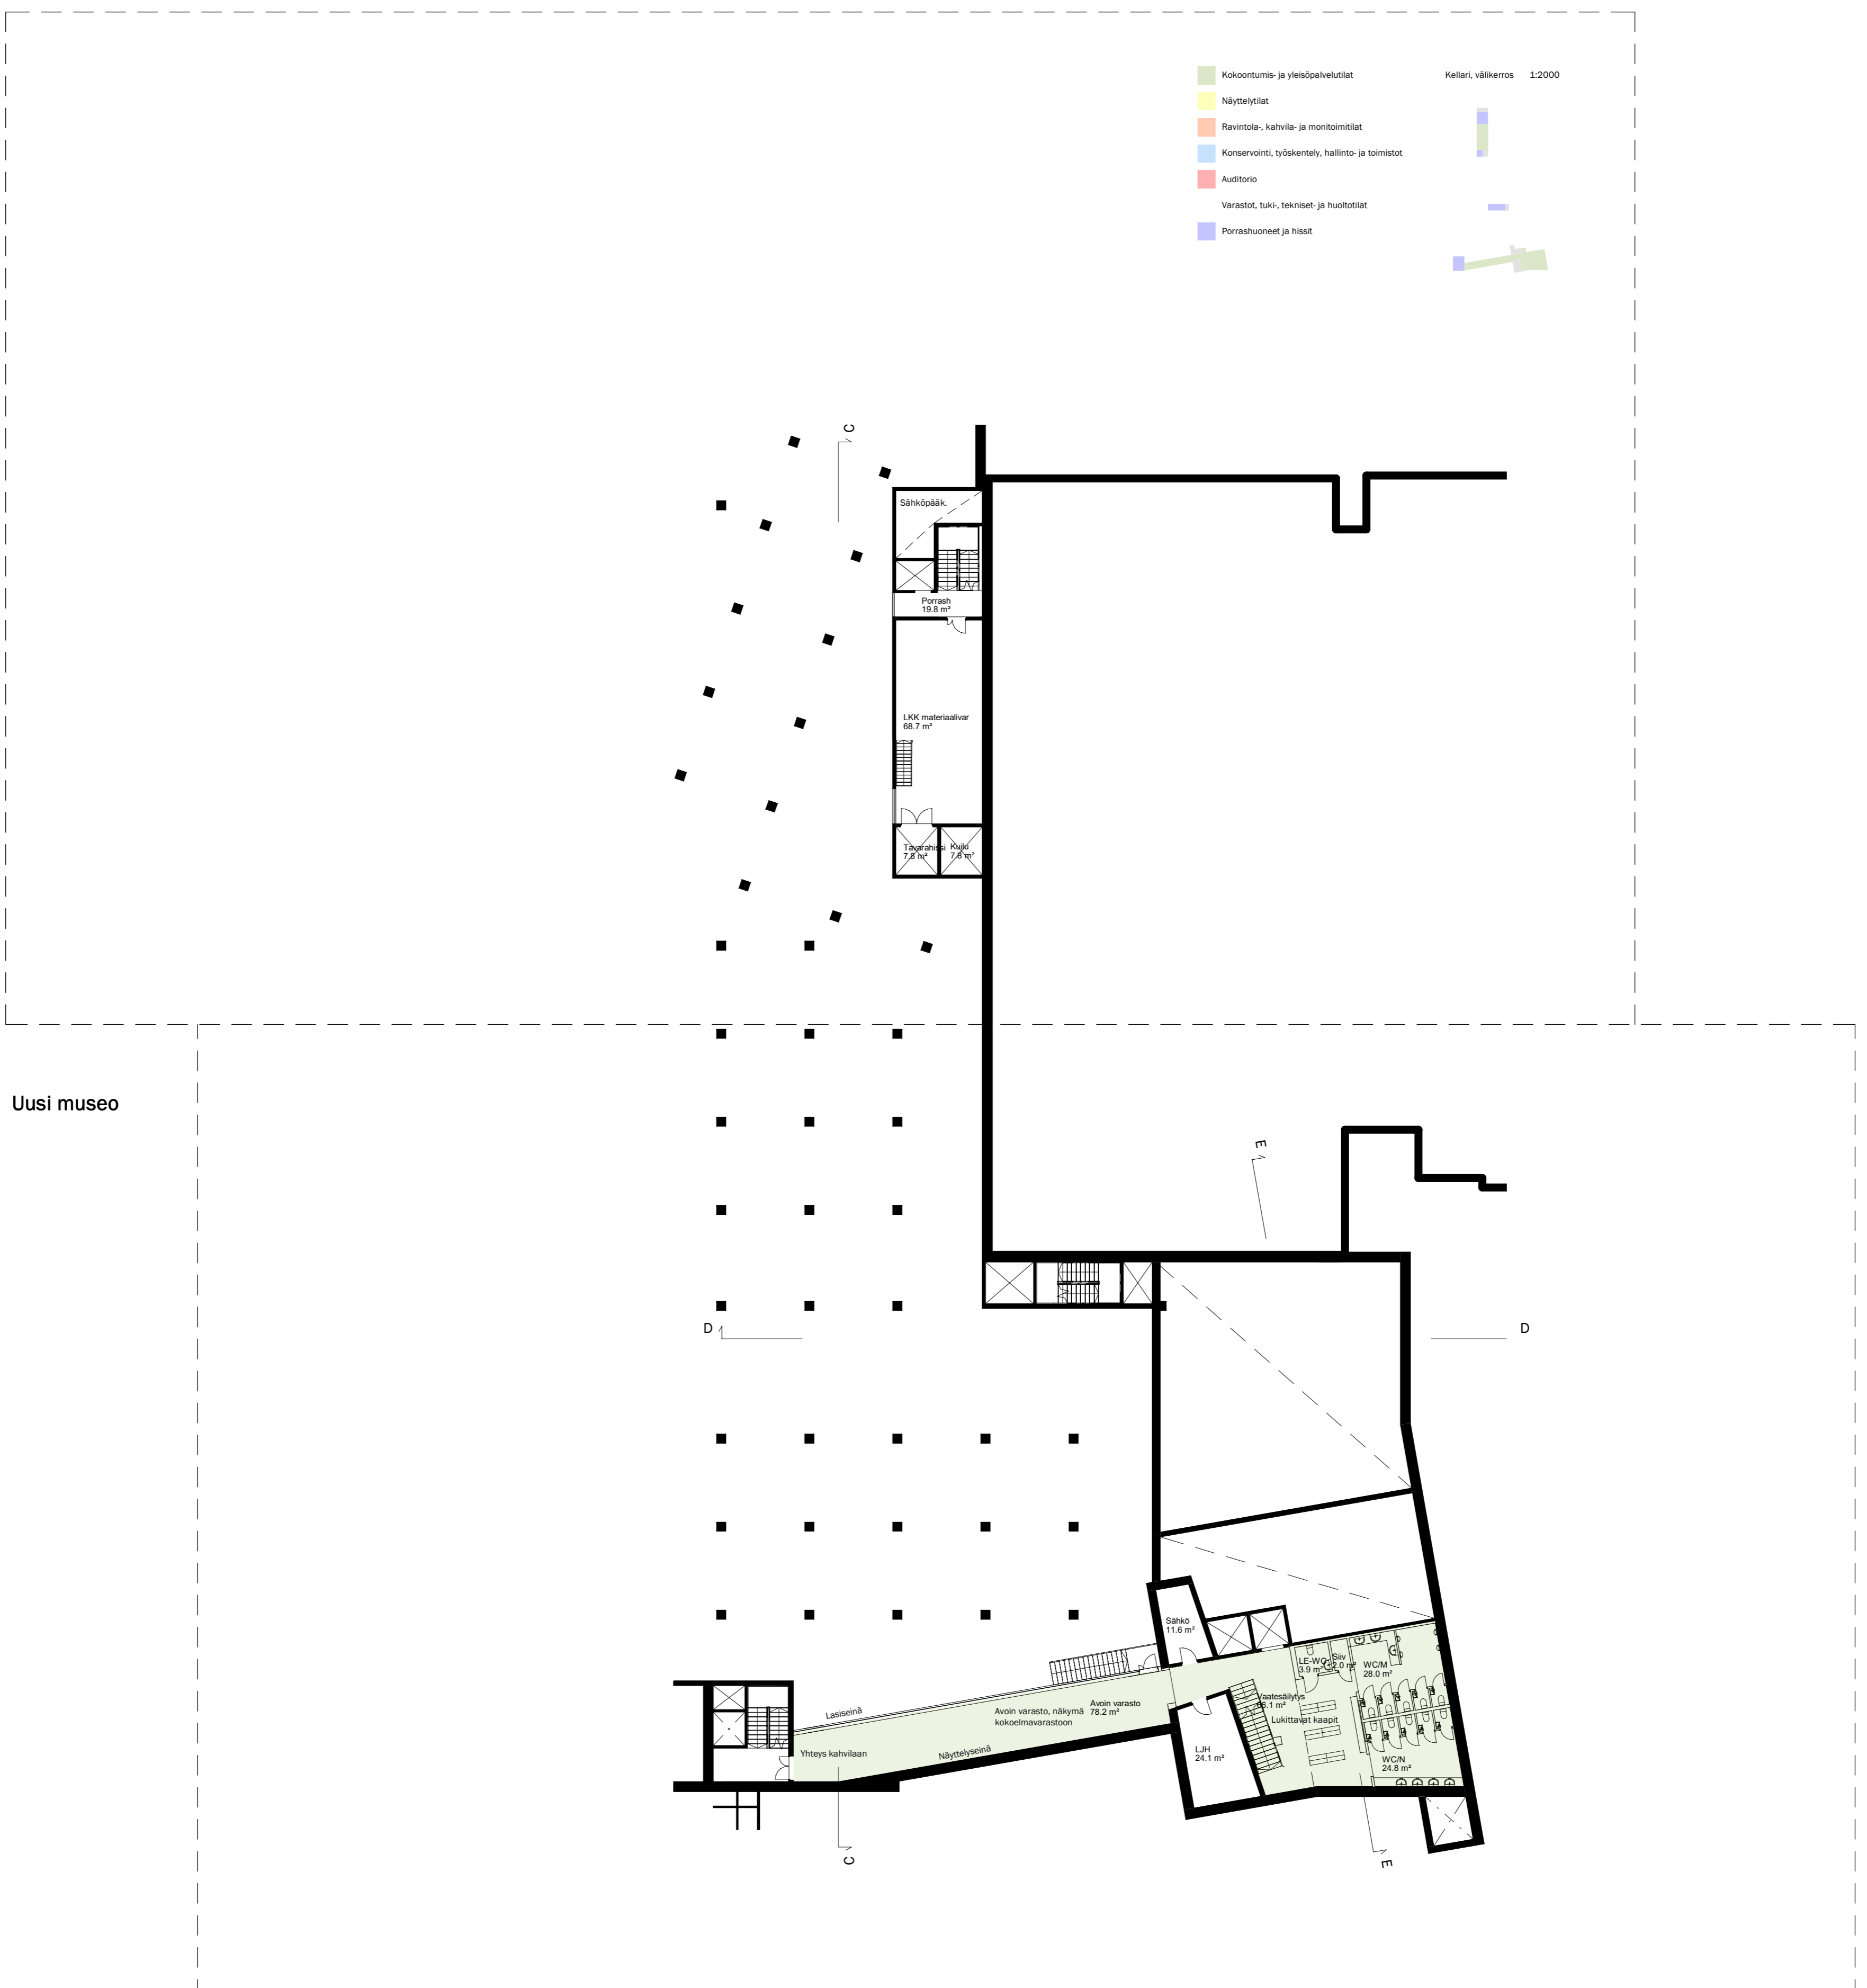 Kokoontumis- ja yleisöpalvelutilat
Kellari, välikerros 1:2000
Näyttelytilat
Ravintola-, kahvila- ja monitoimitilat
Konservointi, työskentely, hallinto- ja toimistot
Auditorio
Varastot, tuki-, tekniset- ja huoltotilat
Porrashuoneet ja hissit
C
Sähköpääk.
Porrash
19.8 m²
LKK materiaalivar
68.7 m²
Tavarahissi
7.8 m²
Kuilu
7.6 m²
Uusi museo
E
D
D
Sähkö
11.6 m²
LE-WC
3.9 m²
Siiv
2.0 m²
WC/M
28.0 m²
Vaatesäilytys
Lukittavat kaapit
Avoin varasto
78.2 m²
Avoin varasto, näkymä
kokoelmavarastoon
Lasiseinä
Näyttelyseinä
Yhteys kahvilaan
LJH
24.1 m²
WC/N
24.8 m²
C
E